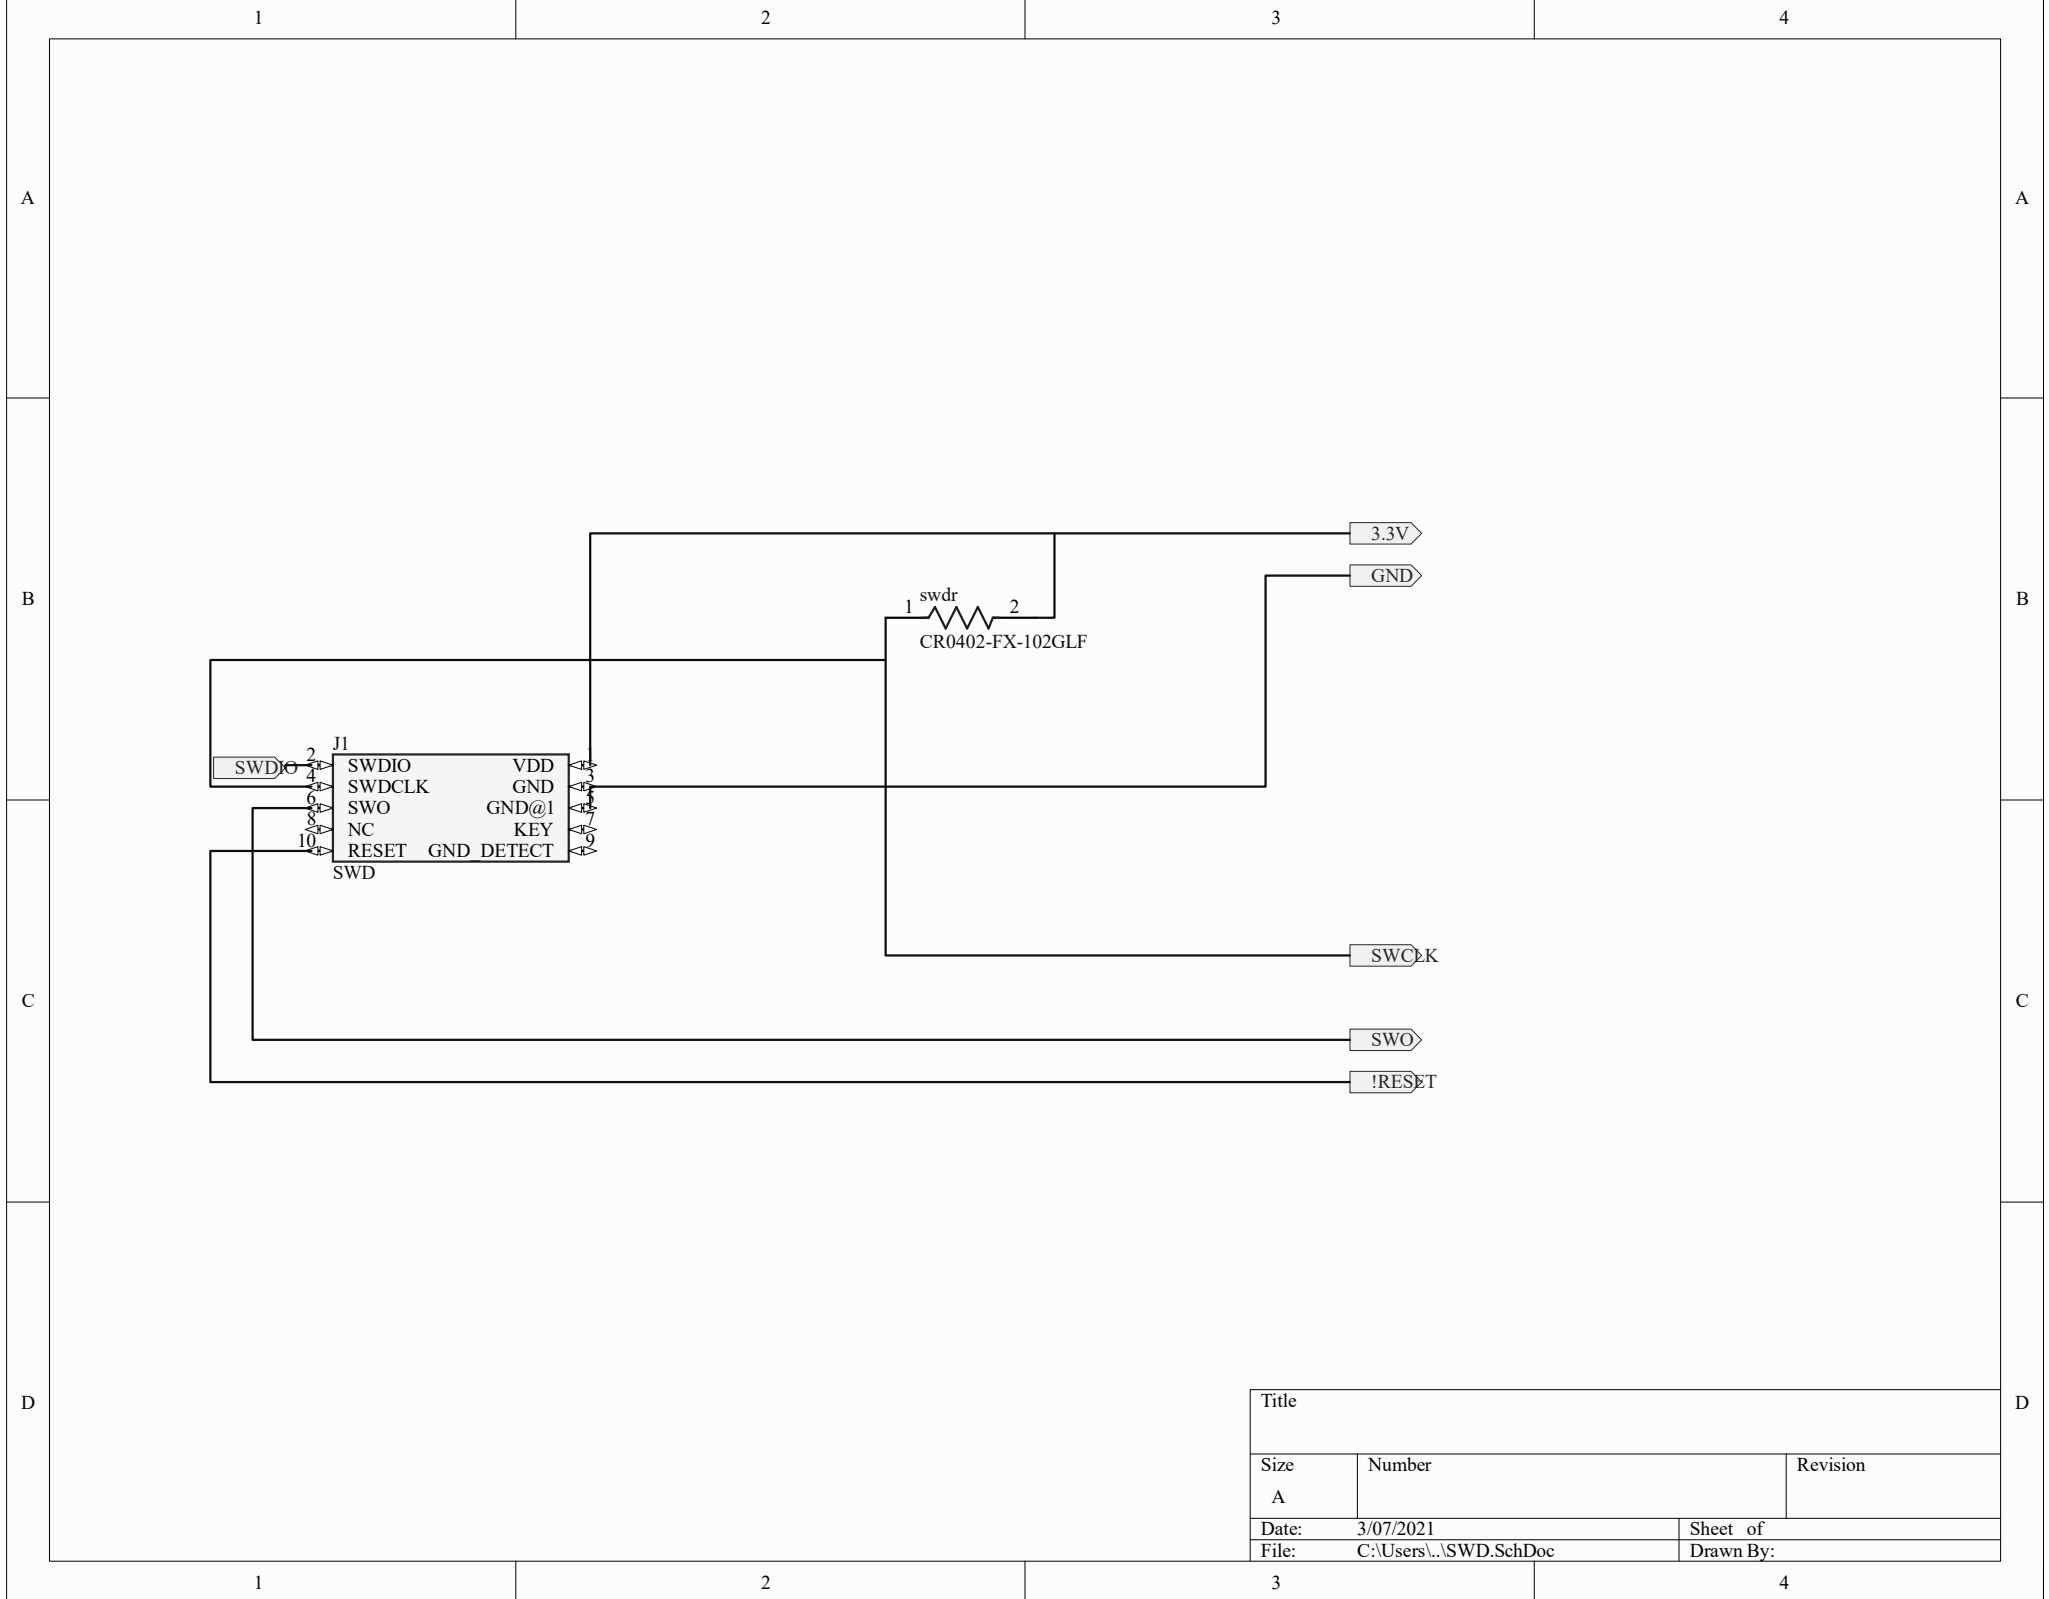 1 2 3 4
A A
3.3V
GND
B B
swdr
1 2
CR0402-FX-102GLF
J1
SWDIO 2 SWDIO VDD 1
4 SWDCLK GND 3
6 SWO GND@1 5
8 NC KEY 7
10 RESET GND_DETECT 9
SWD
SWCLK
C C
SWO
!RESET
D D
Title
Size Number Revision
A
Date: 3/07/2021 Sheet of
File: C:\Users\..\SWD.SchDoc Drawn By:
1 2 3 4